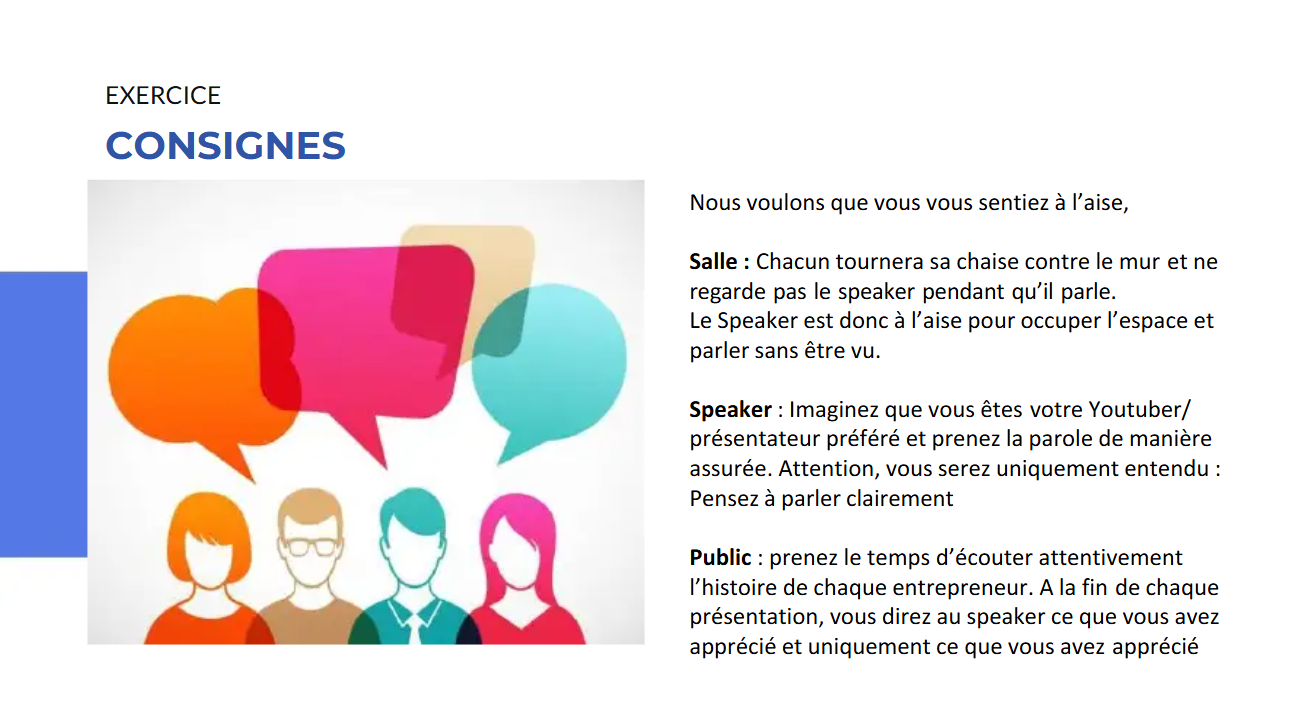 EXERCICE
CONSIGNES
Nous voulons que vous vous sentiez à l’aise,
Salle : Chacun tournera sa chaise contre le mur et ne
regarde pas le speaker pendant qu’il parle.
Le Speaker est donc à l’aise pour occuper l’espace et
parler sans être vu.
Speaker : Imaginez que vous êtes votre Youtuber/
présentateur préféré et prenez la parole de manière
assurée. Attention, vous serez uniquement entendu :
Pensez à parler clairement
Public : prenez le temps d’écouter attentivement
l’histoire de chaque entrepreneur. A la fin de chaque
présentation, vous direz au speaker ce que vous avez
apprécié et uniquement ce que vous avez apprécié